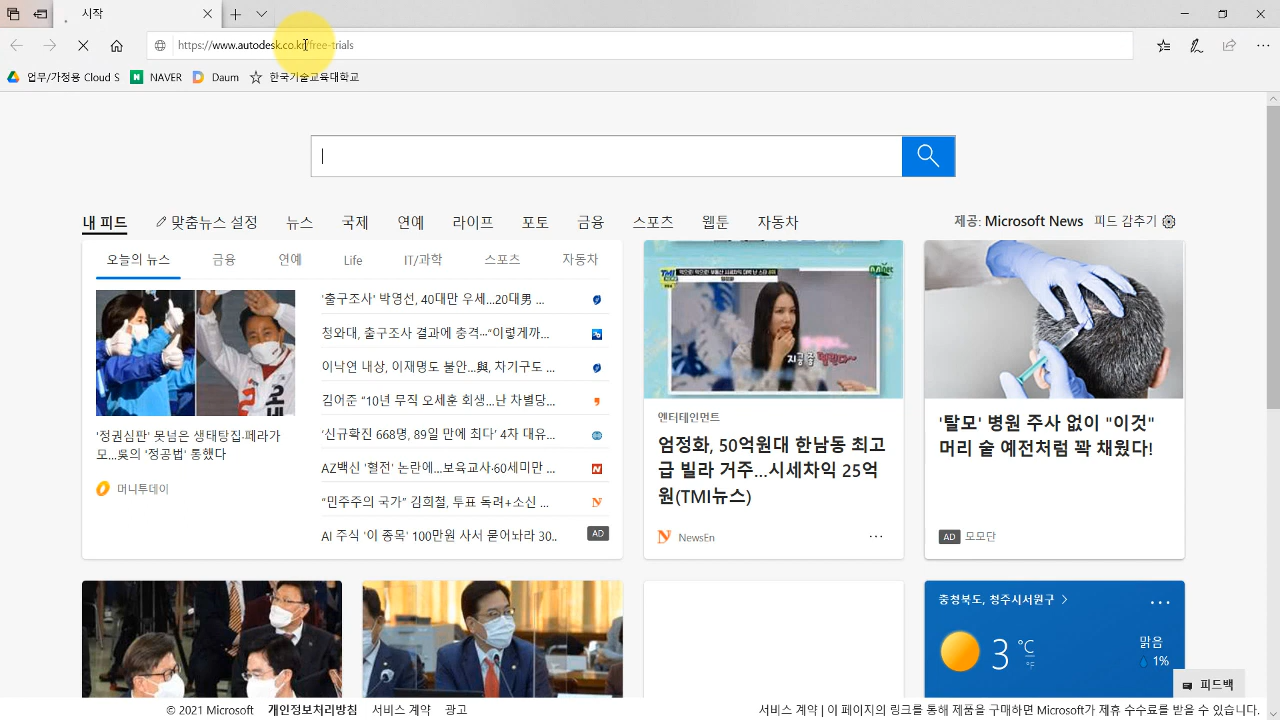 시작
https://www.autodesk.co.kr/free-trials
업무/가정용 Cloud S
NAVER
Daum
한국기술교육대학교
내 피드
맞춤뉴스 설정
뉴스
국제
연예
라이프
포토
금융
스포츠
웹툰
자동차
제공: Microsoft News
피드 감추기
오늘의 뉴스
금융
연예
Life
IT/과학
스포츠
자동차
'출구조사' 박영선, 40대만 우세...20대男 ...
청와대, 출구조사 결과에 충격…"이렇게까...
이낙연 내상, 이재명도 불안...與, 차기구도 ...
김어준 "10년 무직 오세훈 회생...난 차별당...
'신규확진 668명, 89일 만에 최다' 4차 대유...
AZ백신 '혈전' 논란에...보육교사·60세미만 ...
"민주주의 국가" 김희철, 투표 독려+소신 ...
AI 주식 '이 종목' 100만원 사서 묻어놔라 30..
AD
'정권심판' 못넘은 생태탕집·페라가
모...吳의 '정공법' 통했다
머니투데이
지금 좀 떨린다~
엔터테인먼트
엄정화, 50억원대 한남동 최고
급 빌라 거주...시세차익 25억
원(TMI뉴스)
NewsEn
'탈모' 병원 주사 없이 "이것"
머리 숱 예전처럼 꽉 채웠다!
AD
모모단
중청북도, 청주시서원구
3 °C
°F
맑음
1%
피드백
© 2021 Microsoft
개인정보처리방침
서비스 계약
광고
서비스 계약 | 이 페이지의 링크를 통해 제품을 구매하면 Microsoft가 제휴 수수료를 받을 수 있습니다.